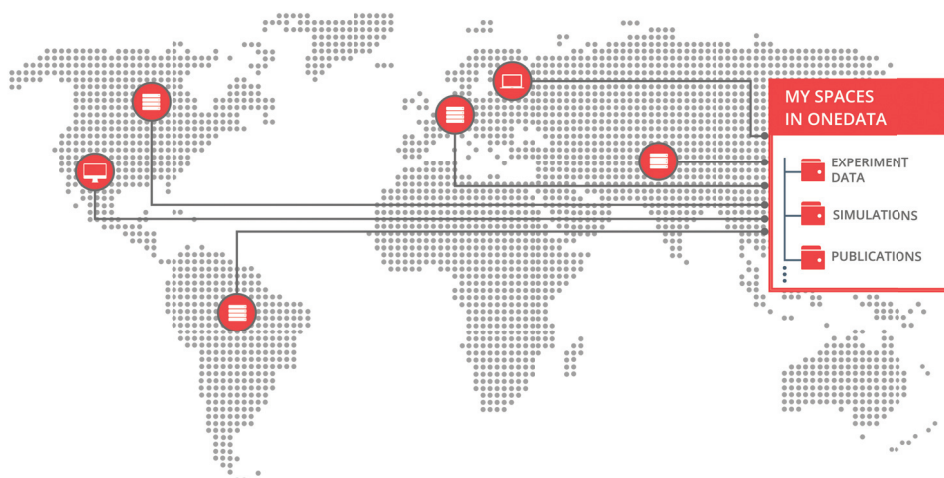 MY SPACES
IN ONEDATA
EXPERIMENT
DATA
SIMULATIONS
PUBLICATIONS